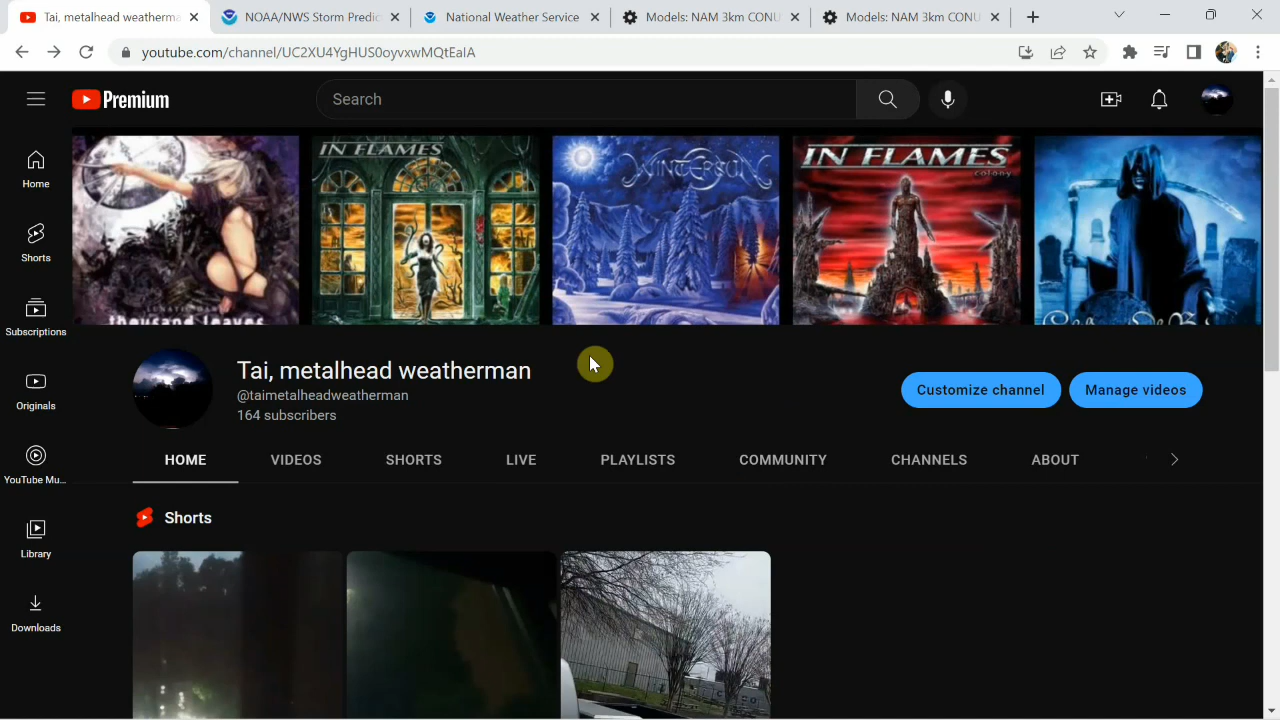 Tai, metalhead weatherma
NOAA/NWS Storm Predic
National Weather Service
Models: NAM 3km CONU
Models: NAM 3km CONU
youtube.com/channel/UC2XU4YgHUS0oyvxwMQtEaIA
Premium
Search
IN FLAMES
WINTERSUN
IN FLAMES
colony
thousand leaves
Home
Shorts
Subscriptions
Originals
YouTube Mu...
Library
Downloads
Tai, metalhead weatherman
@taimetalheadweatherman
164 subscribers
Customize channel
Manage videos
HOME
VIDEOS
SHORTS
LIVE
PLAYLISTS
COMMUNITY
CHANNELS
ABOUT
Shorts